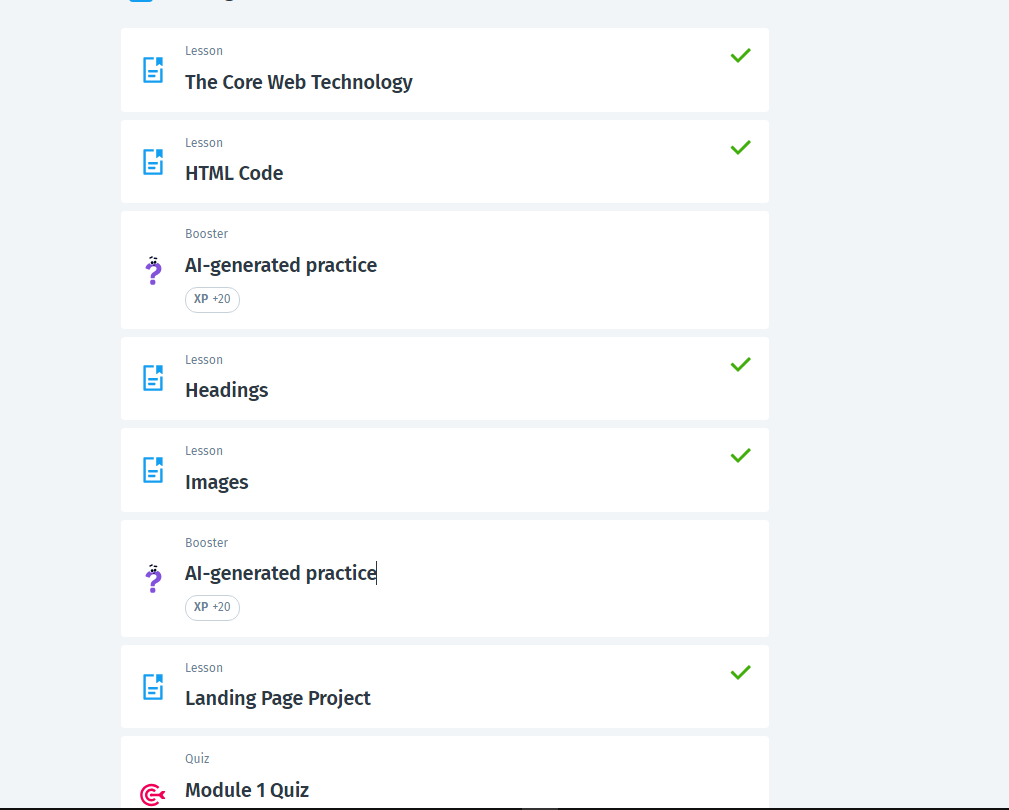 Lesson
The Core Web Technology
Lesson
HTML Code
Booster
AI-generated practice
XP +20
Lesson
Headings
Lesson
Images
Booster
AI-generated practice
XP +20
Lesson
Landing Page Project
Quiz
Module 1 Quiz